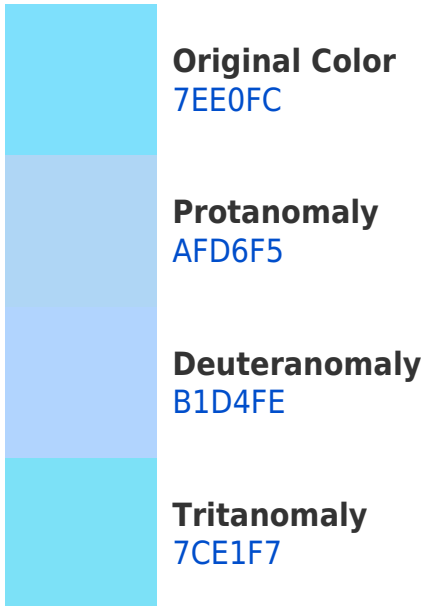 Original Color
7EE0FC
Protanomaly
AFD6F5
Deuteranomaly
B1D4FE
Tritanomaly
7CE1F7